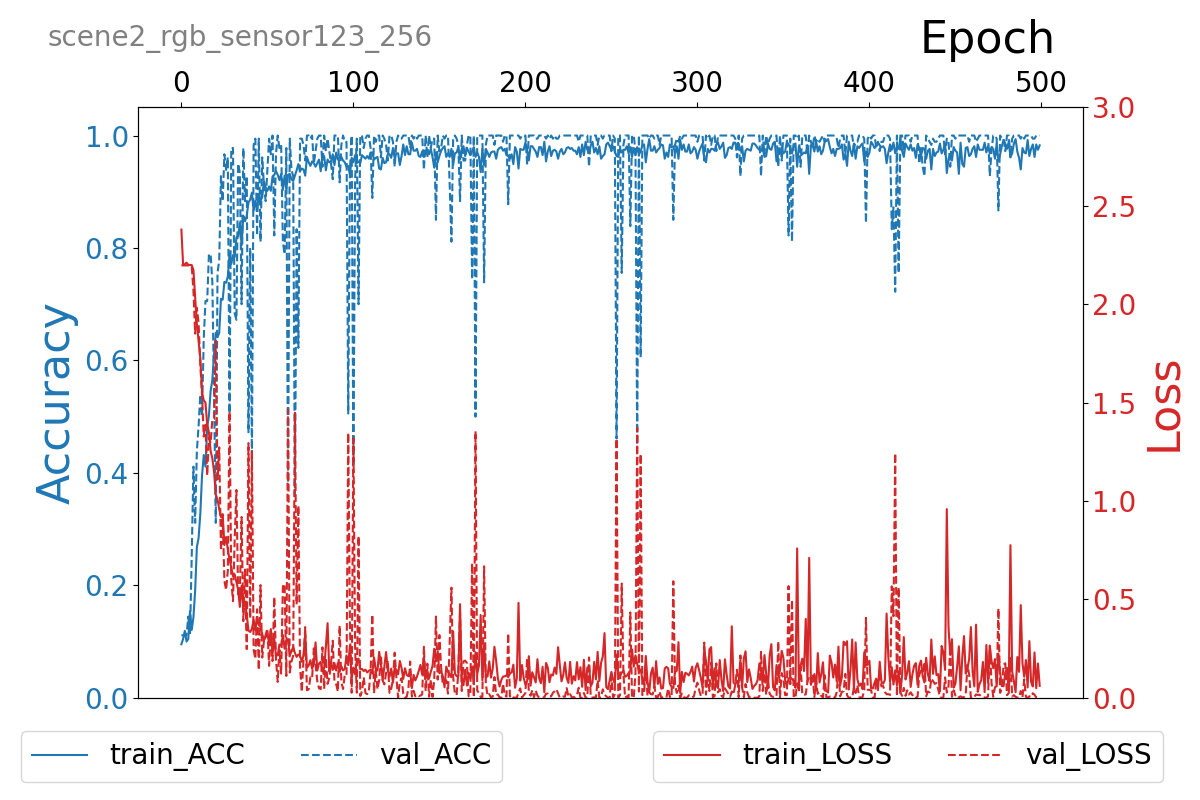 scene2_rgb_sensor123_256
Epoch
0 100 200 300 400 500
1.0
0.8
0.6
0.4
0.2
0.0
Accuracy
3.0
2.5
2.0
1.5
1.0
0.5
0.0
Loss
train_ACC val_ACC
train_LOSS val_LOSS